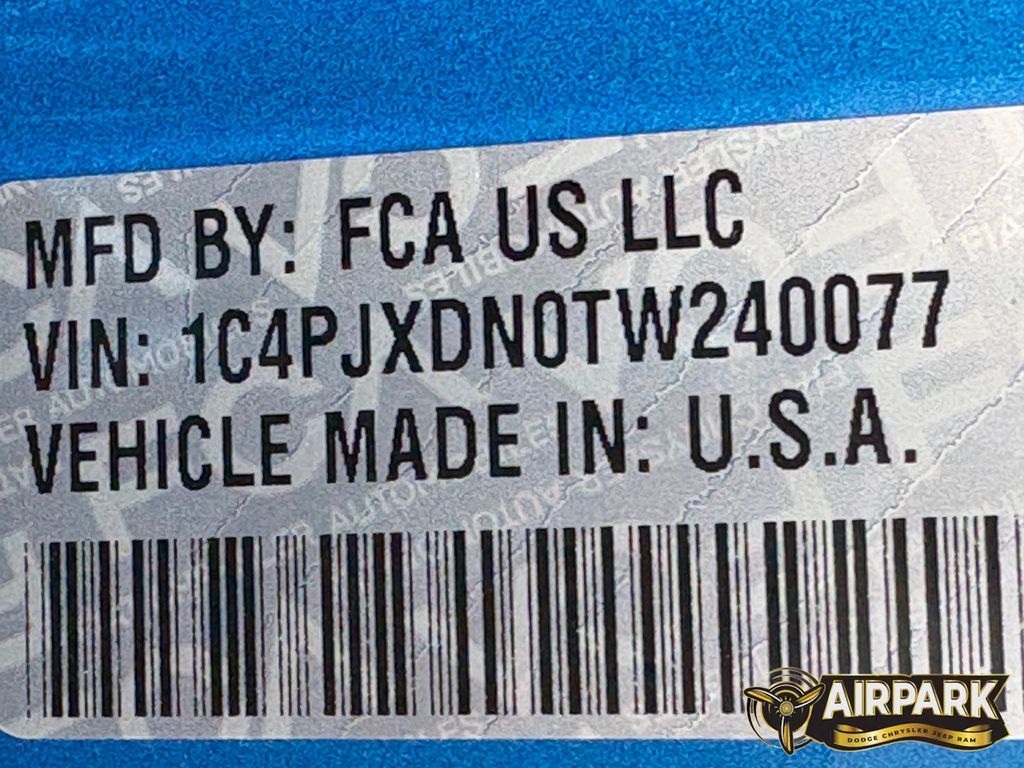 MFD BY: FCA US LLC
VIN: 1C4PJXDN0TW240077
VEHICLE MADE IN: U.S.A.
AIRPARK
DODGE CHRYSLER JEEP RAM